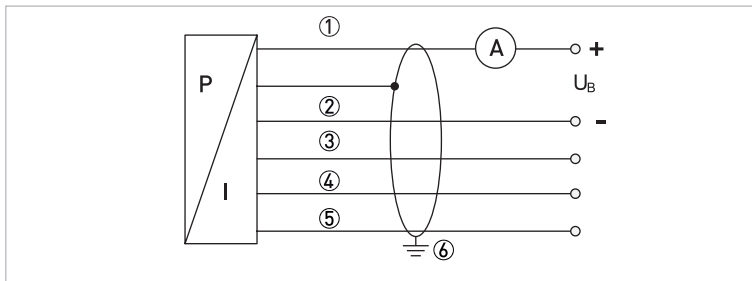 ①
A
+
P
U_B
②
-
③
④
I
⑤
⑥